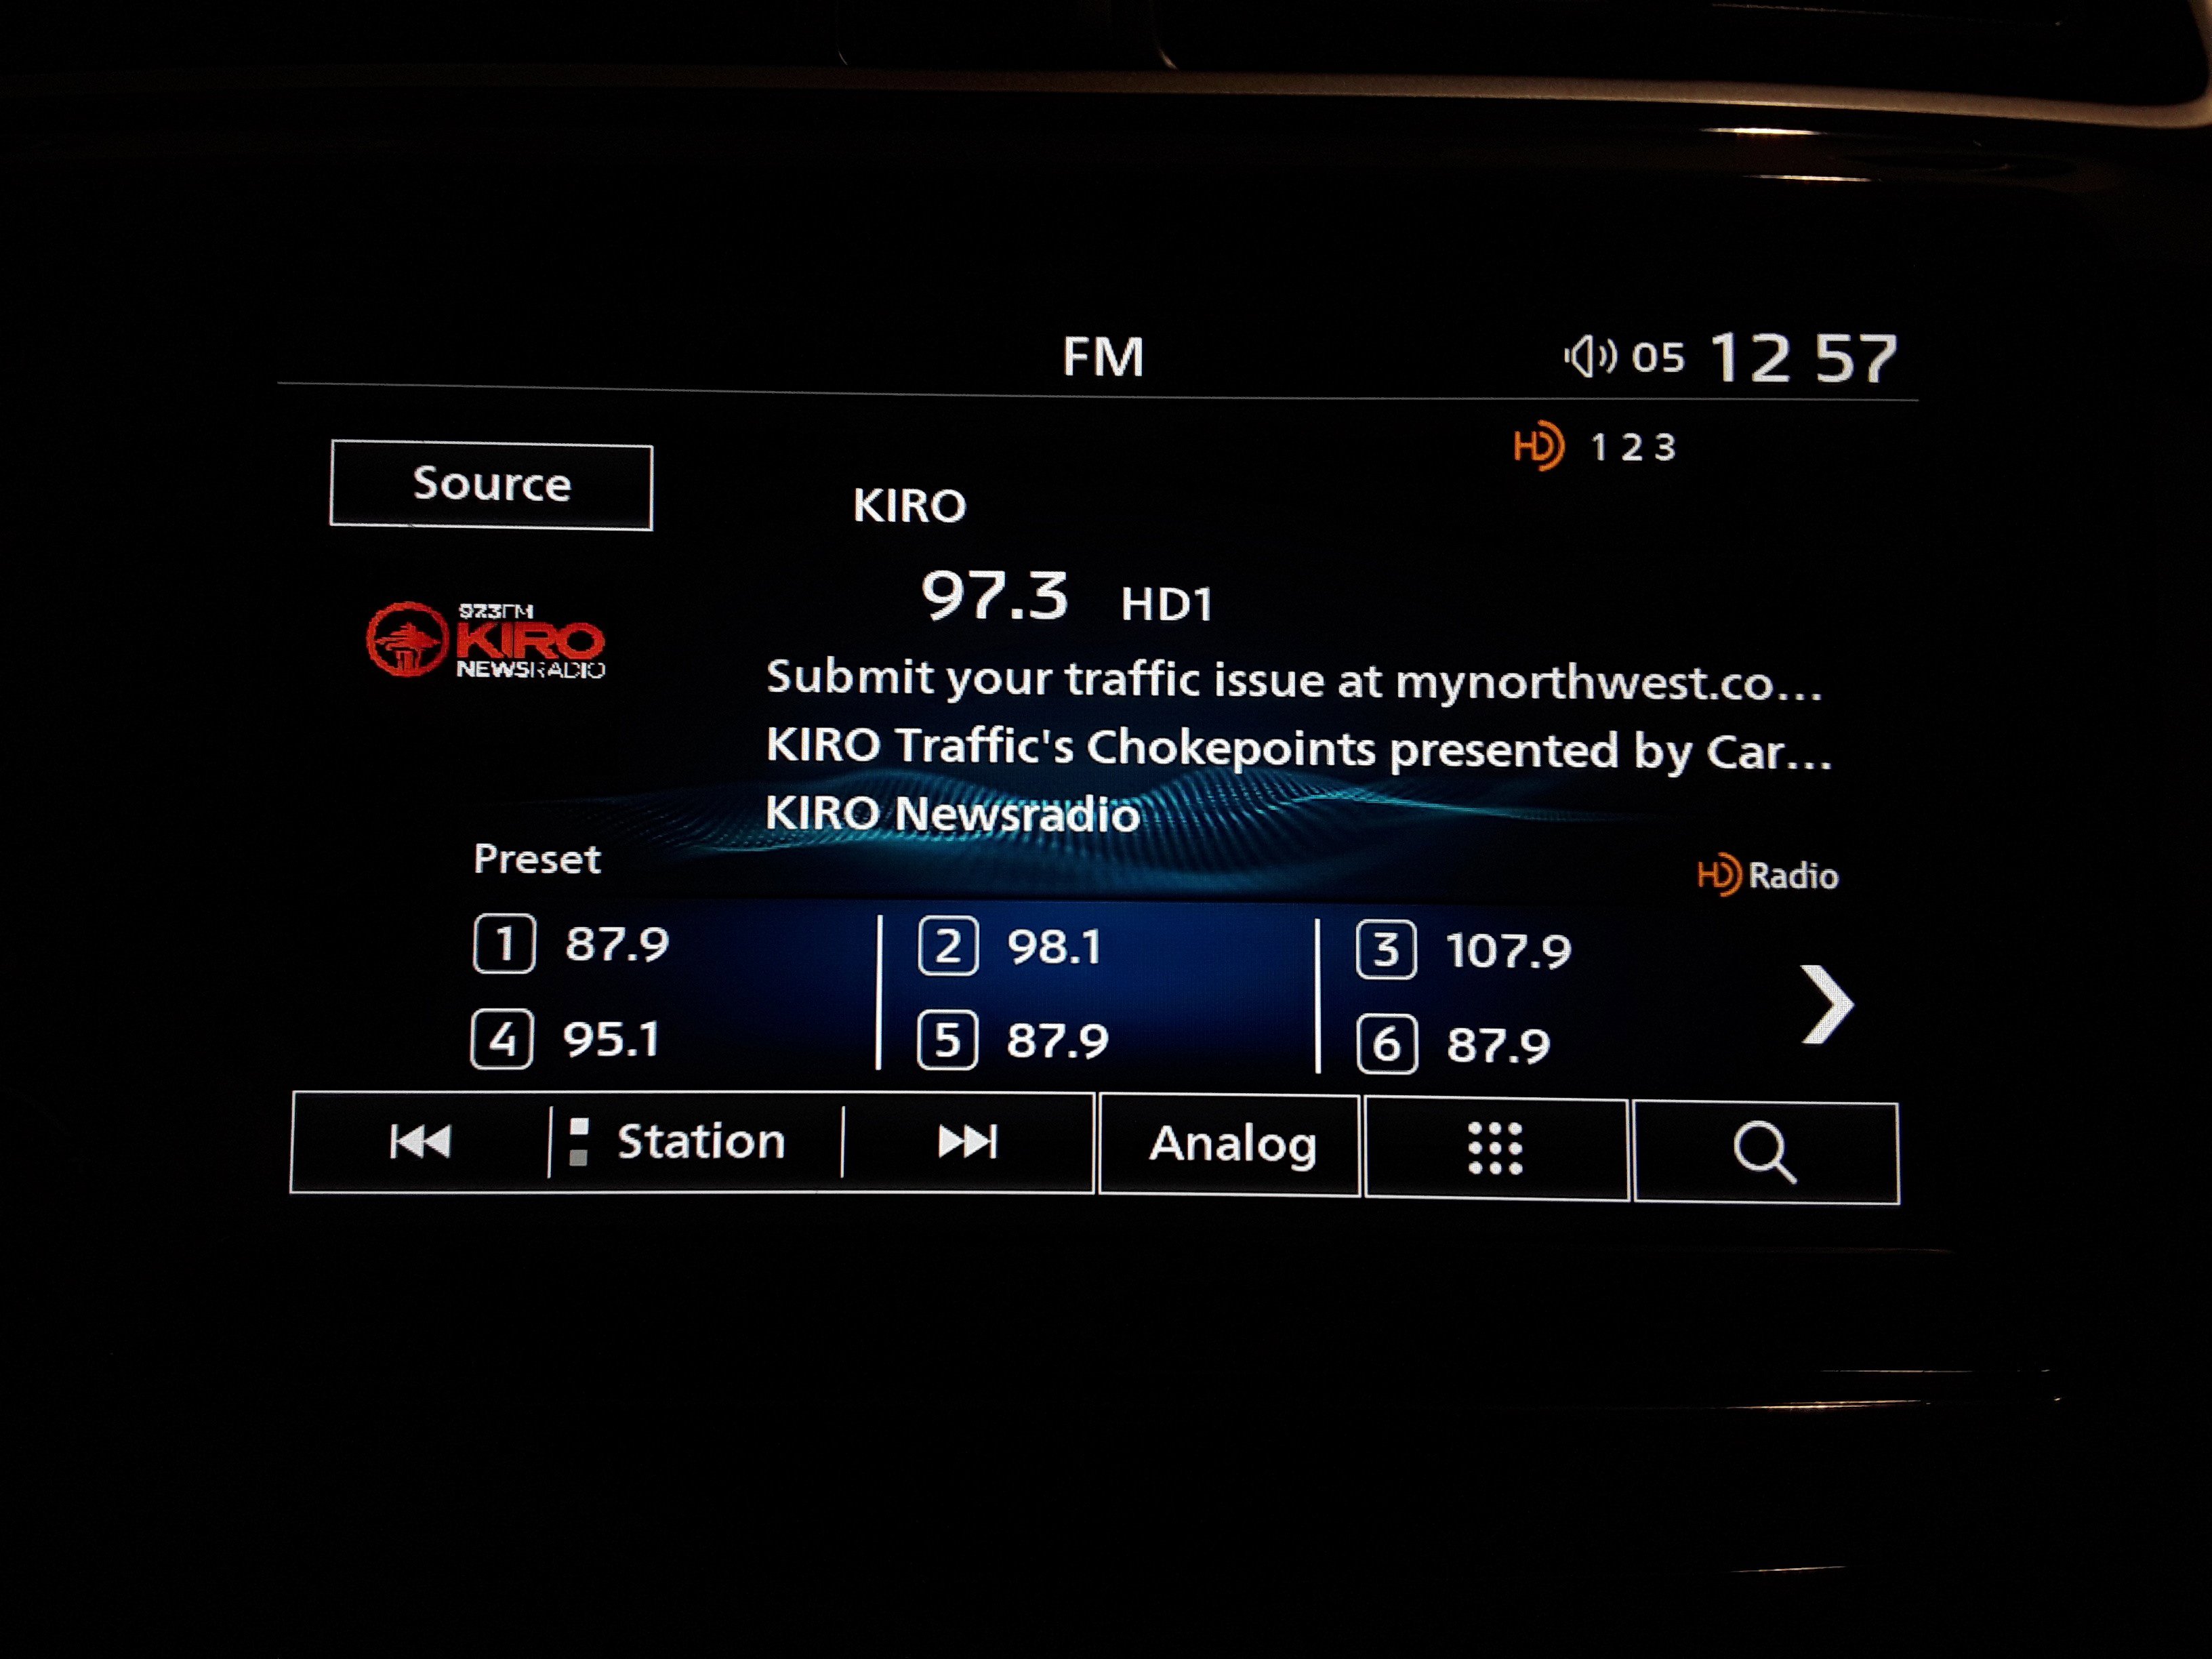 FM
05 12 57
HD 1 2 3
Source
KIRO
97.3 HD1
97.3FM
KIRO
NEWSRADIO
Submit your traffic issue at mynorthwest.co...
KIRO Traffic's Chokepoints presented by Car...
KIRO Newsradio
Preset
HD Radio
1 87.9 2 98.1 3 107.9
4 95.1 5 87.9 6 87.9
Station Analog